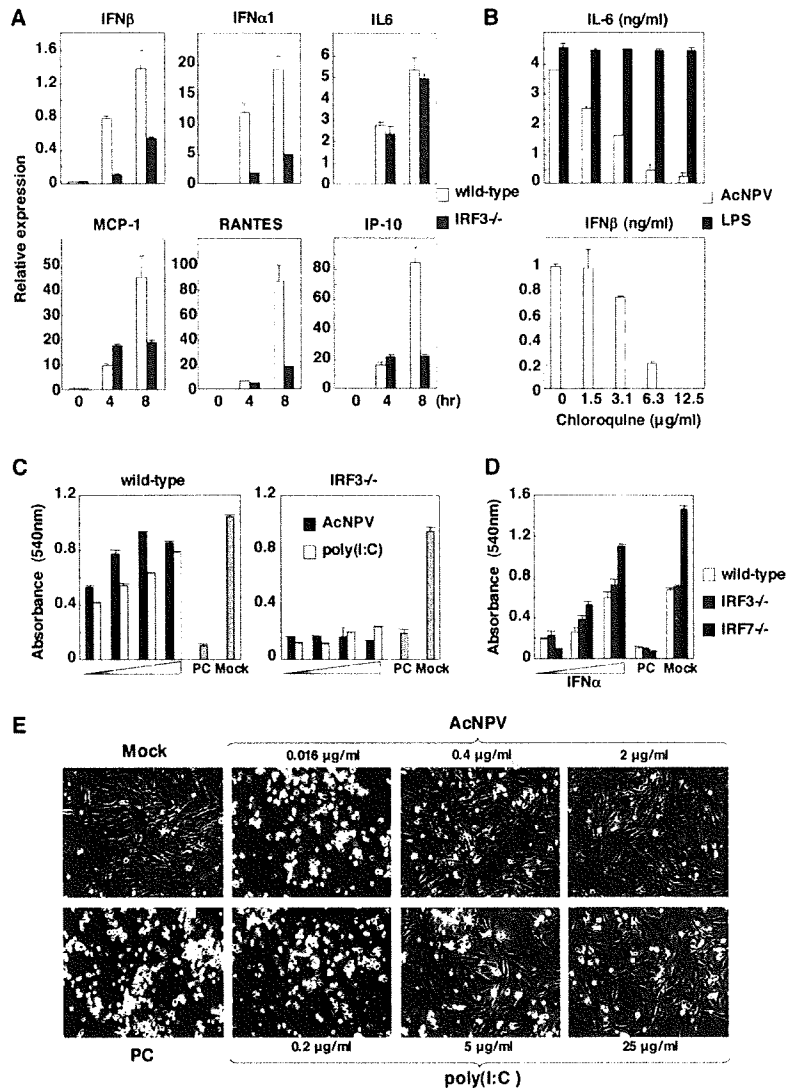 A
IFNβ
IFNα1
IL6
1.6
1.2
0.8
0.4
0
20
15
10
5
0
6
5
4
3
2
1
0
Relative expression
wild-type
IRF3-/-
MCP-1
RANTES
IP-10
50
40
30
20
10
0
100
80
60
40
20
0
80
60
40
20
0
0 4 8
0 4 8
0 4 8 (hr)
B
IL-6 (ng/ml)
4
3
2
1
0
AcNPV
LPS
IFNβ (ng/ml)
1
0.8
0.6
0.4
0.2
0
0 1.5 3.1 6.3 12.5
Chloroquine (µg/ml)
C
wild-type
IRF3-/-
1.2
0.8
0.4
0
Absorbance (540nm)
PC Mock
1.2
0.8
0.4
0
AcNPV
poly(I:C)
PC Mock
D
1.6
1.2
0.8
0.4
0
Absorbance (540nm)
IFNα
PC
Mock
wild-type
IRF3-/-
IRF7-/-
E
AcNPV
Mock
0.016 µg/ml
0.4 µg/ml
2 µg/ml
PC
0.2 µg/ml
5 µg/ml
25 µg/ml
poly(I:C)